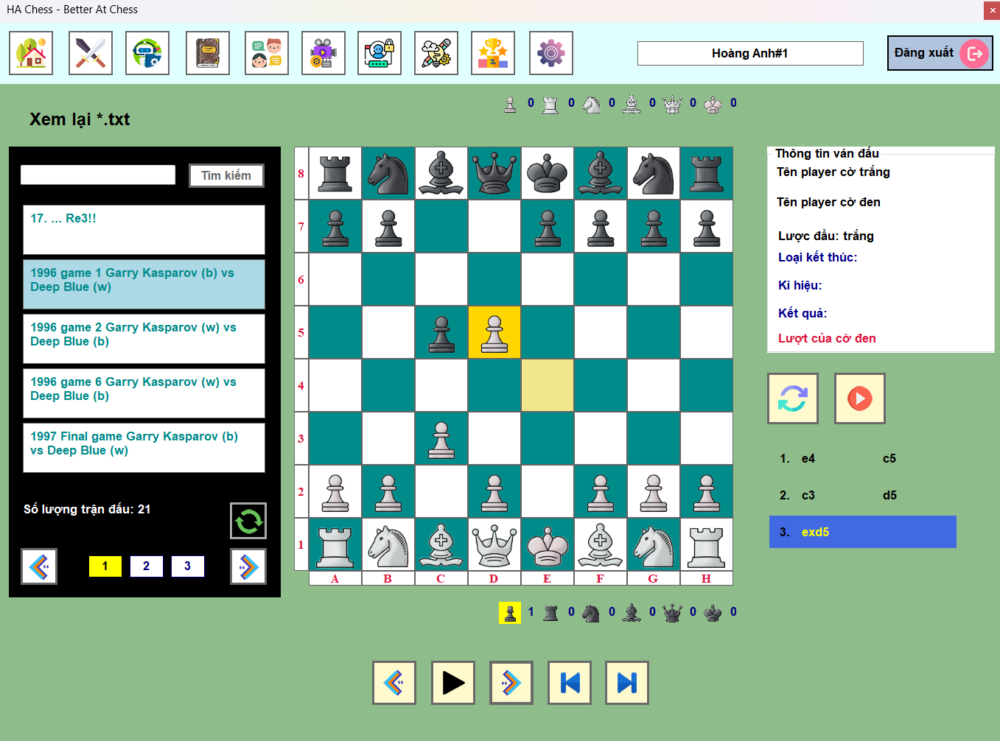 HA Chess - Better At Chess
Hoàng Anh#1
Đăng xuất
0 0 0 0 0 0
Xem lại *.txt
Tìm kiếm
17. ... Re3!!
1996 game 1 Garry Kasparov (b) vs
Deep Blue (w)
1996 game 2 Garry Kasparov (w) vs
Deep Blue (b)
1996 game 6 Garry Kasparov (w) vs
Deep Blue (b)
1997 Final game Garry Kasparov (b)
vs Deep Blue (w)
Số lượng trận đấu: 21
1 2 3
8
7
6
5
4
3
2
1
A B C D E F G H
1 0 0 0 0 0
Thông tin ván đấu
Tên player cờ trắng
Tên player cờ đen
Lược đầu: trắng
Loại kết thúc:
Kí hiệu:
Kết quả:
Lượt của cờ đen
1. e4 c5
2. c3 d5
3. exd5